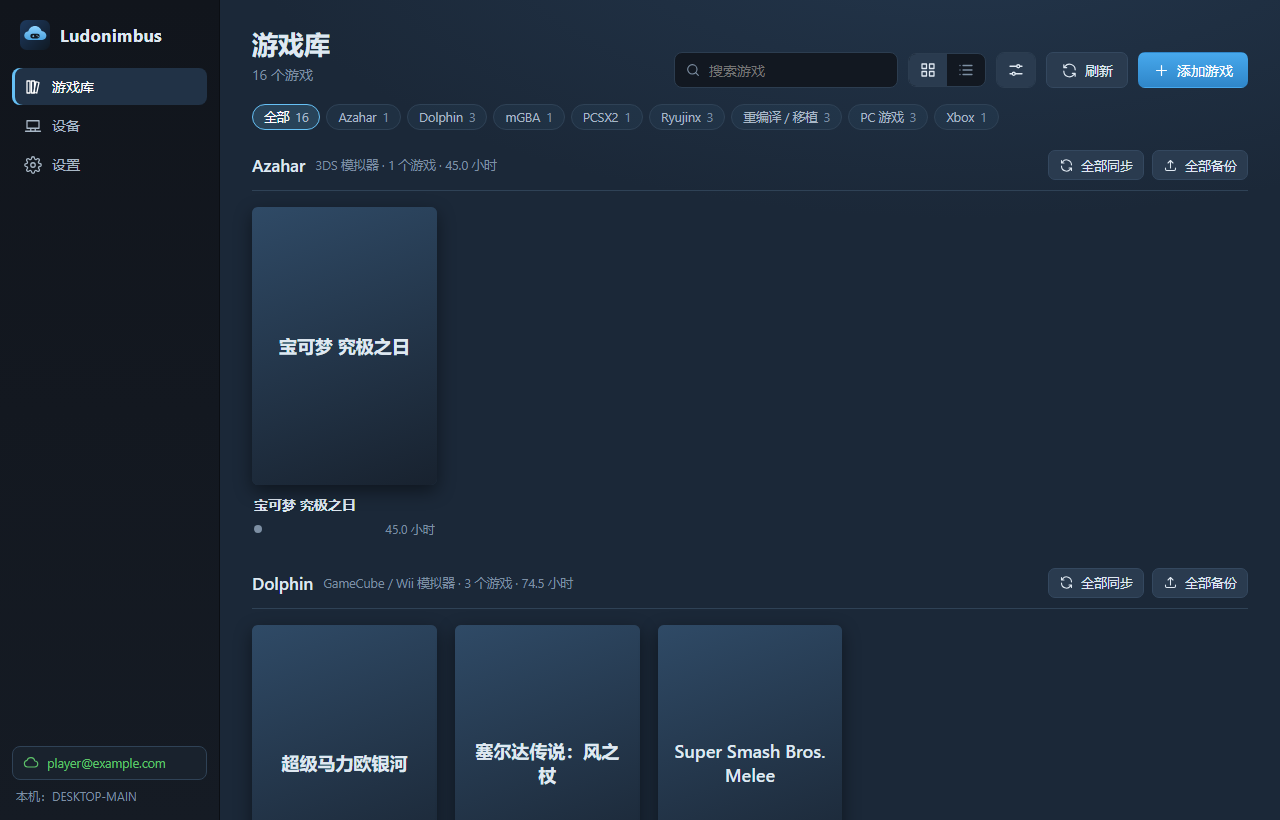 Ludonimbus
游戏库
设备
设置
player@example.com
本机：DESKTOP-MAIN
游戏库
16 个游戏
搜索游戏
刷新
添加游戏
全部 16
Azahar 1
Dolphin 3
mGBA 1
PCSX2 1
Ryujinx 3
重编译 / 移植 3
PC 游戏 3
Xbox 1
Azahar 3DS 模拟器 · 1 个游戏 · 45.0 小时
全部同步
全部备份
宝可梦 究极之日
宝可梦 究极之日
45.0 小时
Dolphin GameCube / Wii 模拟器 · 3 个游戏 · 74.5 小时
全部同步
全部备份
超级马力欧银河
塞尔达传说：风之
杖
Super Smash Bros.
Melee